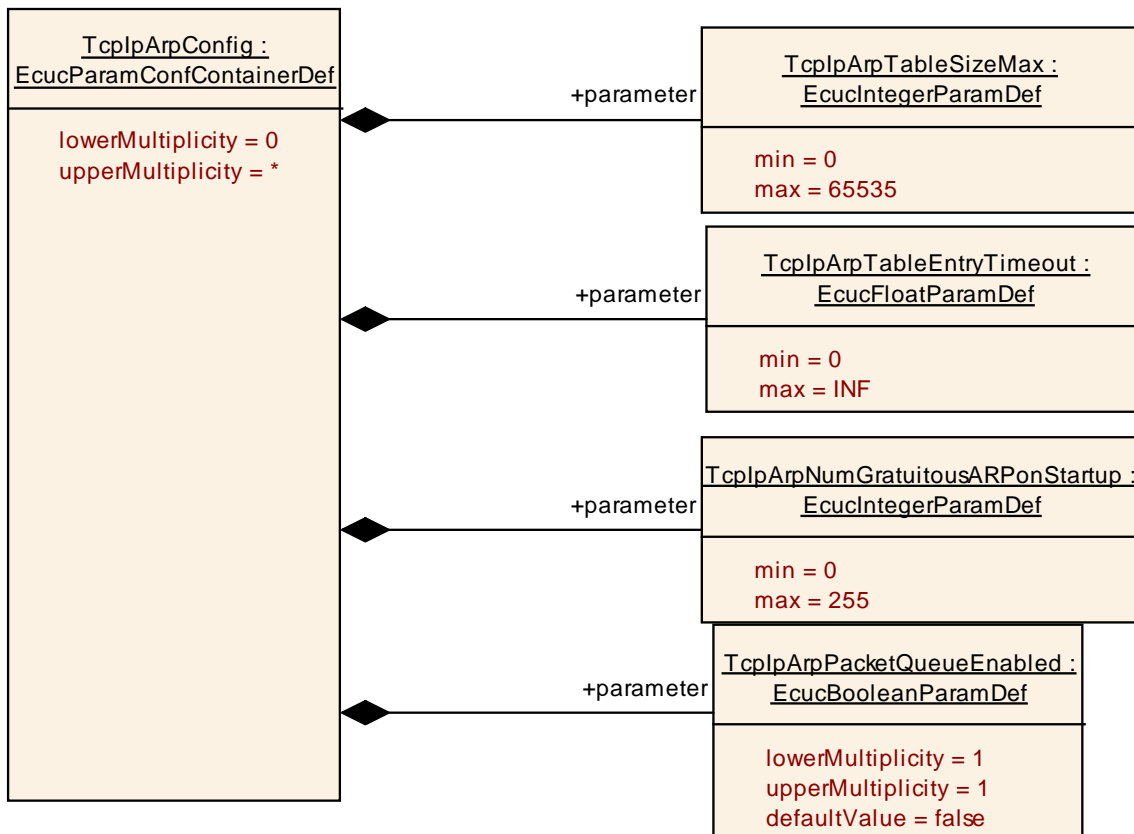 TcpIpArpConfig :
EcucParamConfContainerDef
lowerMultiplicity = 0
upperMultiplicity = *
+parameter
TcpIpArpTableSizeMax :
EcucIntegerParamDef
min = 0
max = 65535
+parameter
TcpIpArpTableEntryTimeout :
EcucFloatParamDef
min = 0
max = INF
+parameter
TcpIpArpNumGratuitousARPonStartup :
EcucIntegerParamDef
min = 0
max = 255
+parameter
TcpIpArpPacketQueueEnabled :
EcucBooleanParamDef
lowerMultiplicity = 1
upperMultiplicity = 1
defaultValue = false